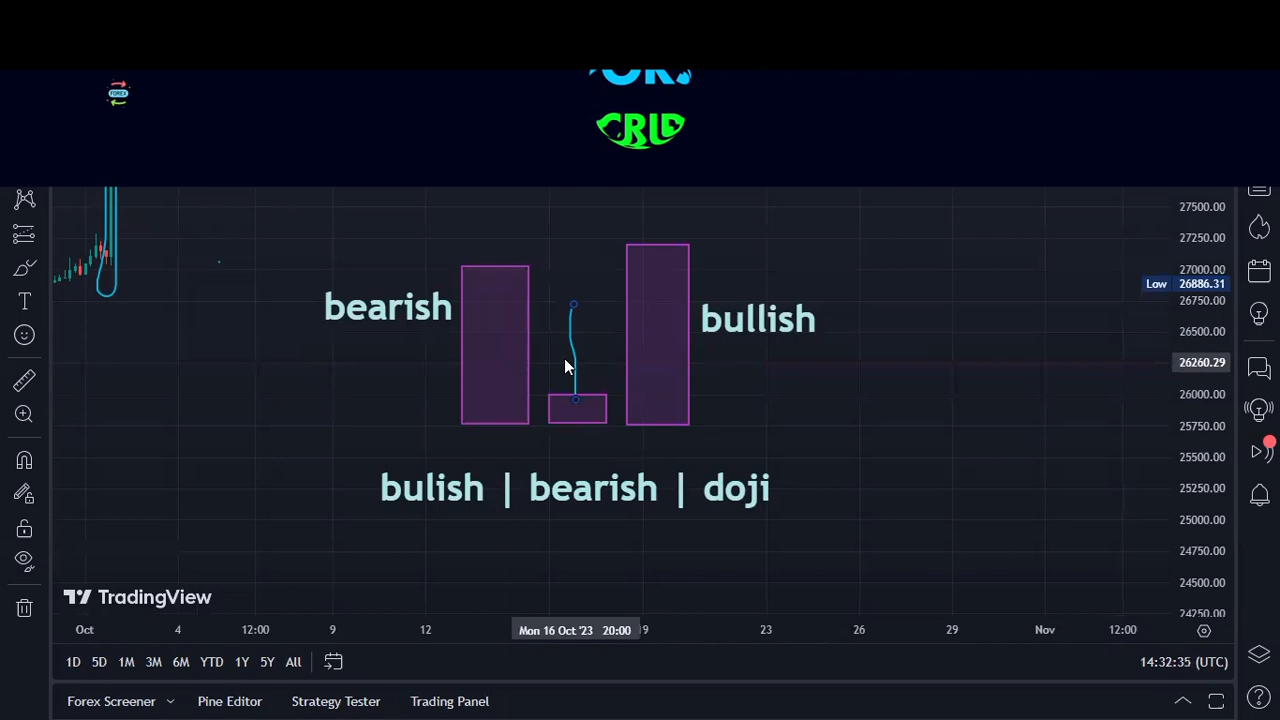 FOREX
27500.00
27250.00
27000.00
Low 26886.31
26750.00
bearish
bullish
26500.00
26260.29
26000.00
25750.00
25500.00
bulish | bearish | doji
25250.00
25000.00
24750.00
24500.00
24250.00
TradingView
Oct 4 12:00 9 12 Mon 16 Oct '23 20:00 9 23 26 29 Nov 12:00
1D 5D 1M 3M 6M YTD 1Y 5Y All 14:32:35 (UTC)
Forex Screener Pine Editor Strategy Tester Trading Panel